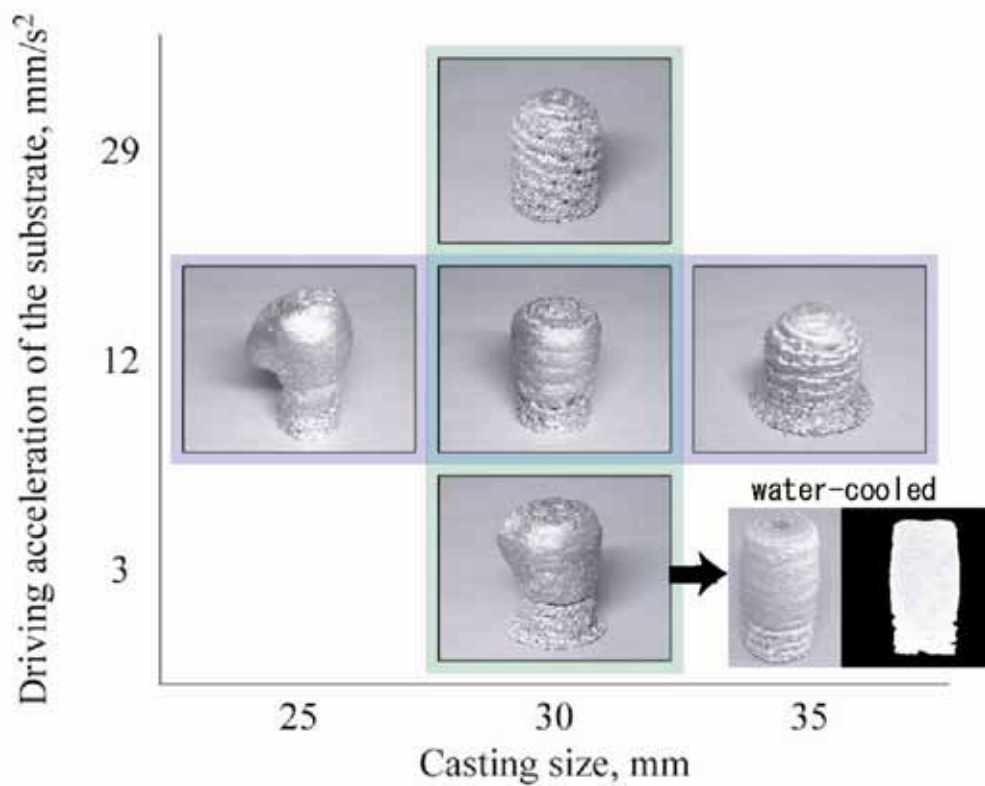 Driving acceleration of the substrate, mm/s²
29
12
3
water-cooled
25
30
35
Casting size, mm